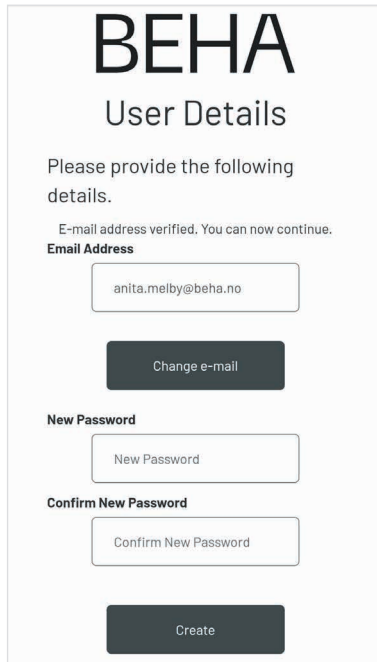 BEHA
User Details
Please provide the following
details.
E-mail address verified. You can now continue.
Email Address
anita.melby@beha.no
Change e-mail
New Password
New Password
Confirm New Password
Confirm New Password
Create